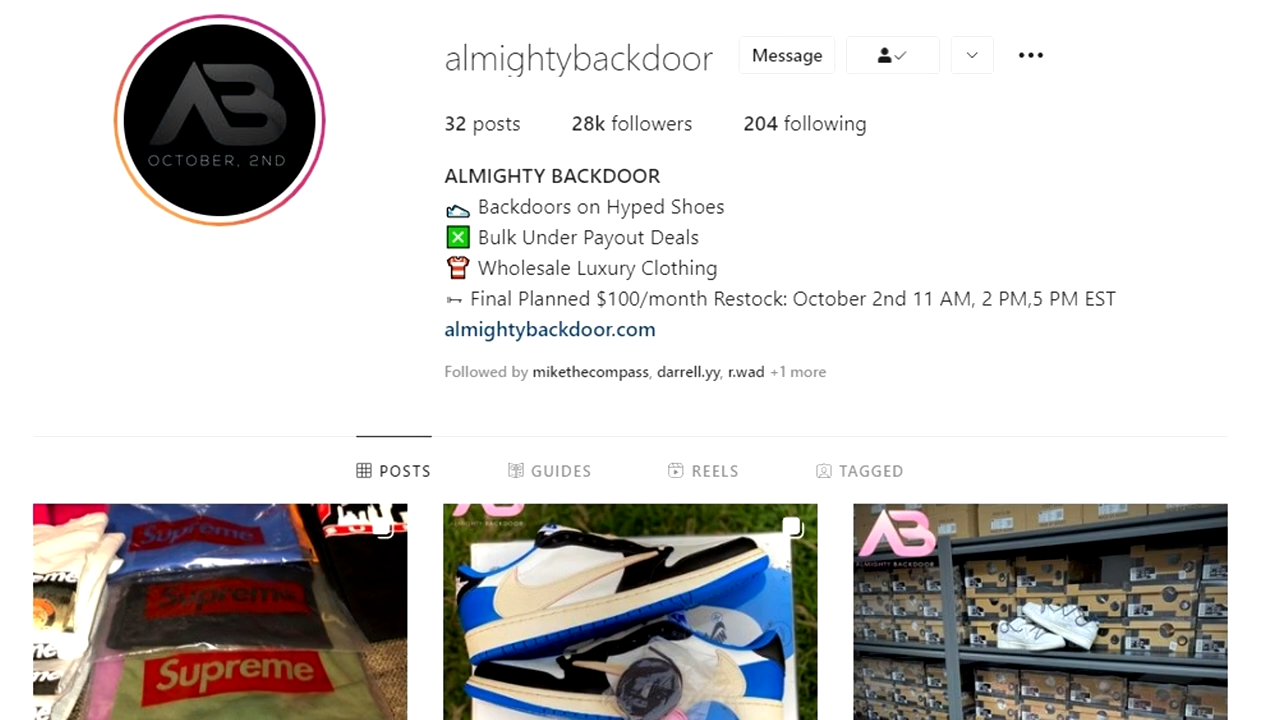 almightybackdoor
Message
32 posts
28k followers
204 following
ALMIGHTY BACKDOOR
Backdoors on Hyped Shoes
Bulk Under Payout Deals
Wholesale Luxury Clothing
Final Planned $100/month Restock: October 2nd 11 AM, 2 PM,5 PM EST
almightybackdoor.com
Followed by mikethecompass, darrell.yy, r.wad +1 more
AB
OCTOBER, 2ND
POSTS
GUIDES
REELS
TAGGED
Supreme
Supreme
Supreme
ALMIGHTY BACKDOOR
AB
ALMIGHTY BACKDOOR